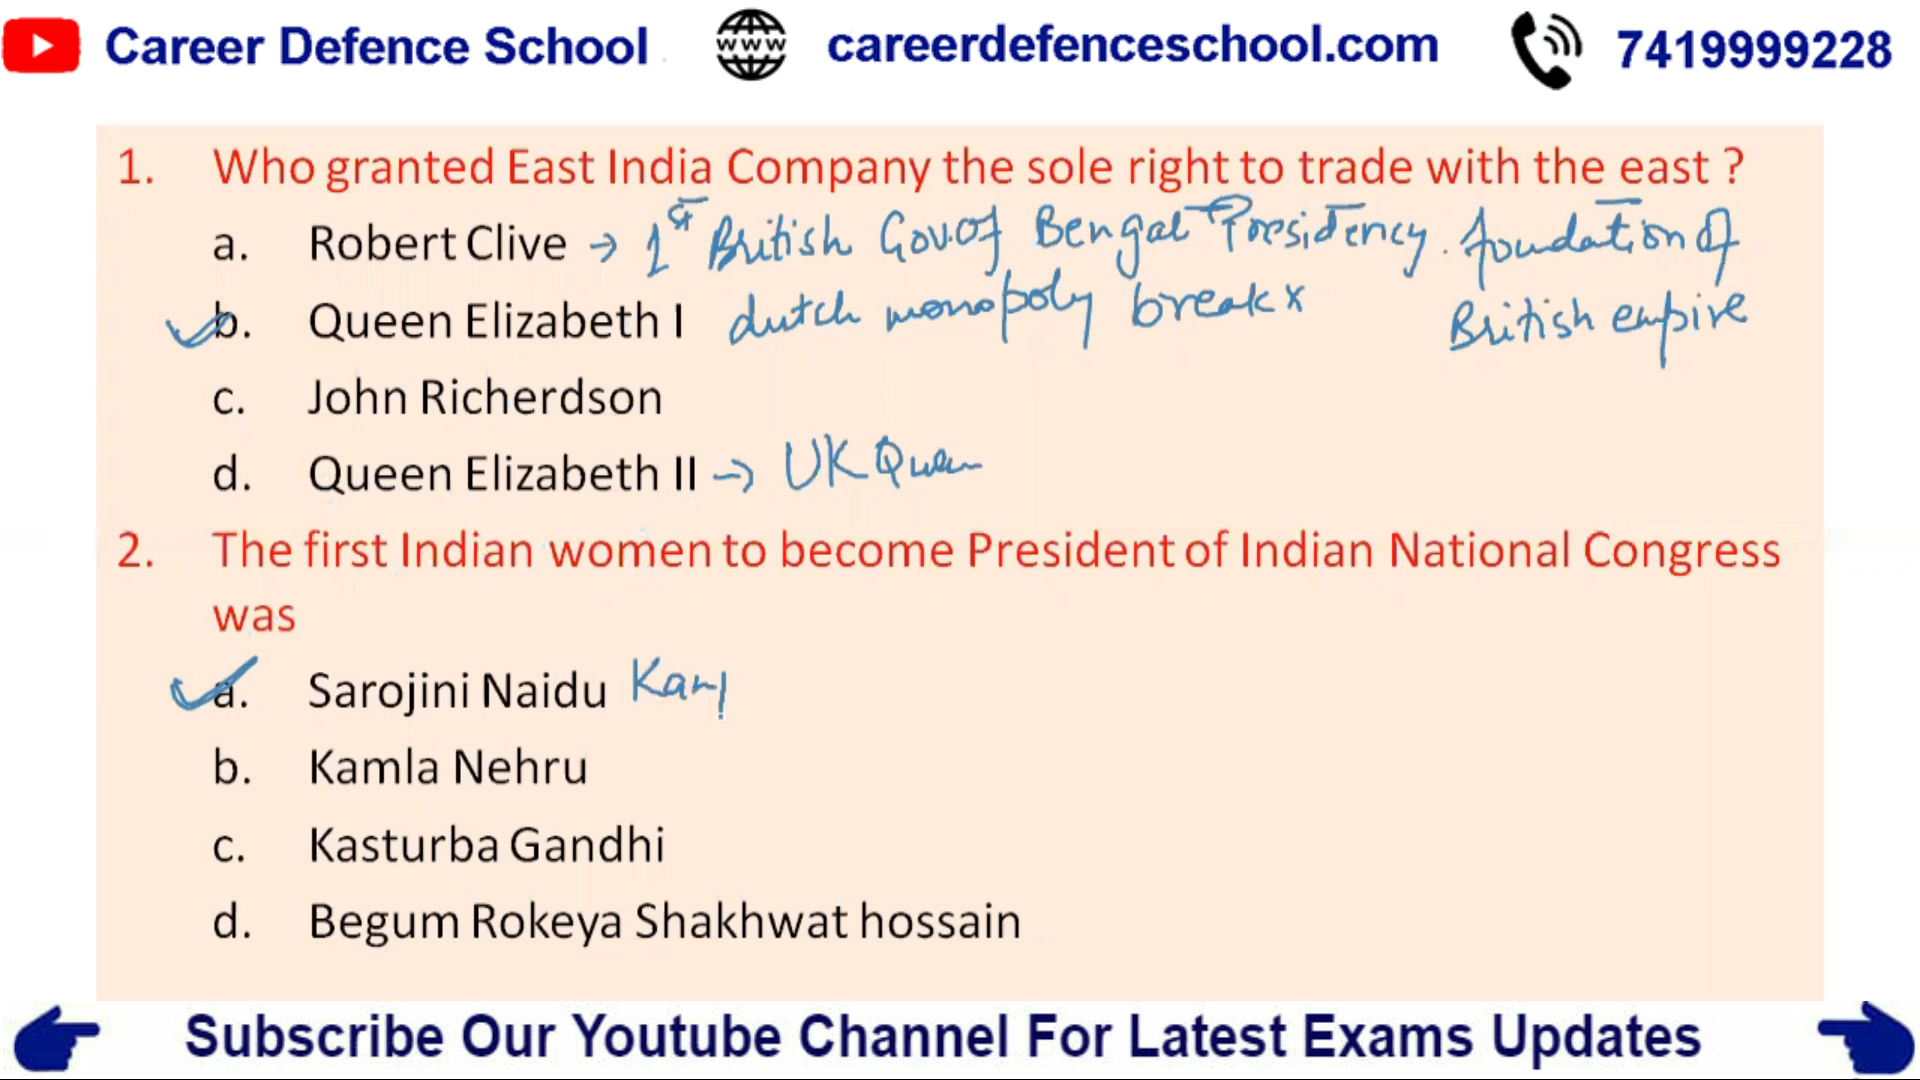 Career Defence School
www
careerdefenceschool.com
7419999228
1. Who granted East India Company the sole right to trade with the east ?
a. Robert Clive → 1st British Gov.of Bengal Presidency. foundation of
b. Queen Elizabeth I dutch monopoly break x British empire
c. John Richerdson
d. Queen Elizabeth II → UK Queen
2. The first Indian women to become President of Indian National Congress
was
a. Sarojini Naidu Kanp
b. Kamla Nehru
c. Kasturba Gandhi
d. Begum Rokeya Shakhwat hossain
Subscribe Our Youtube Channel For Latest Exams Updates